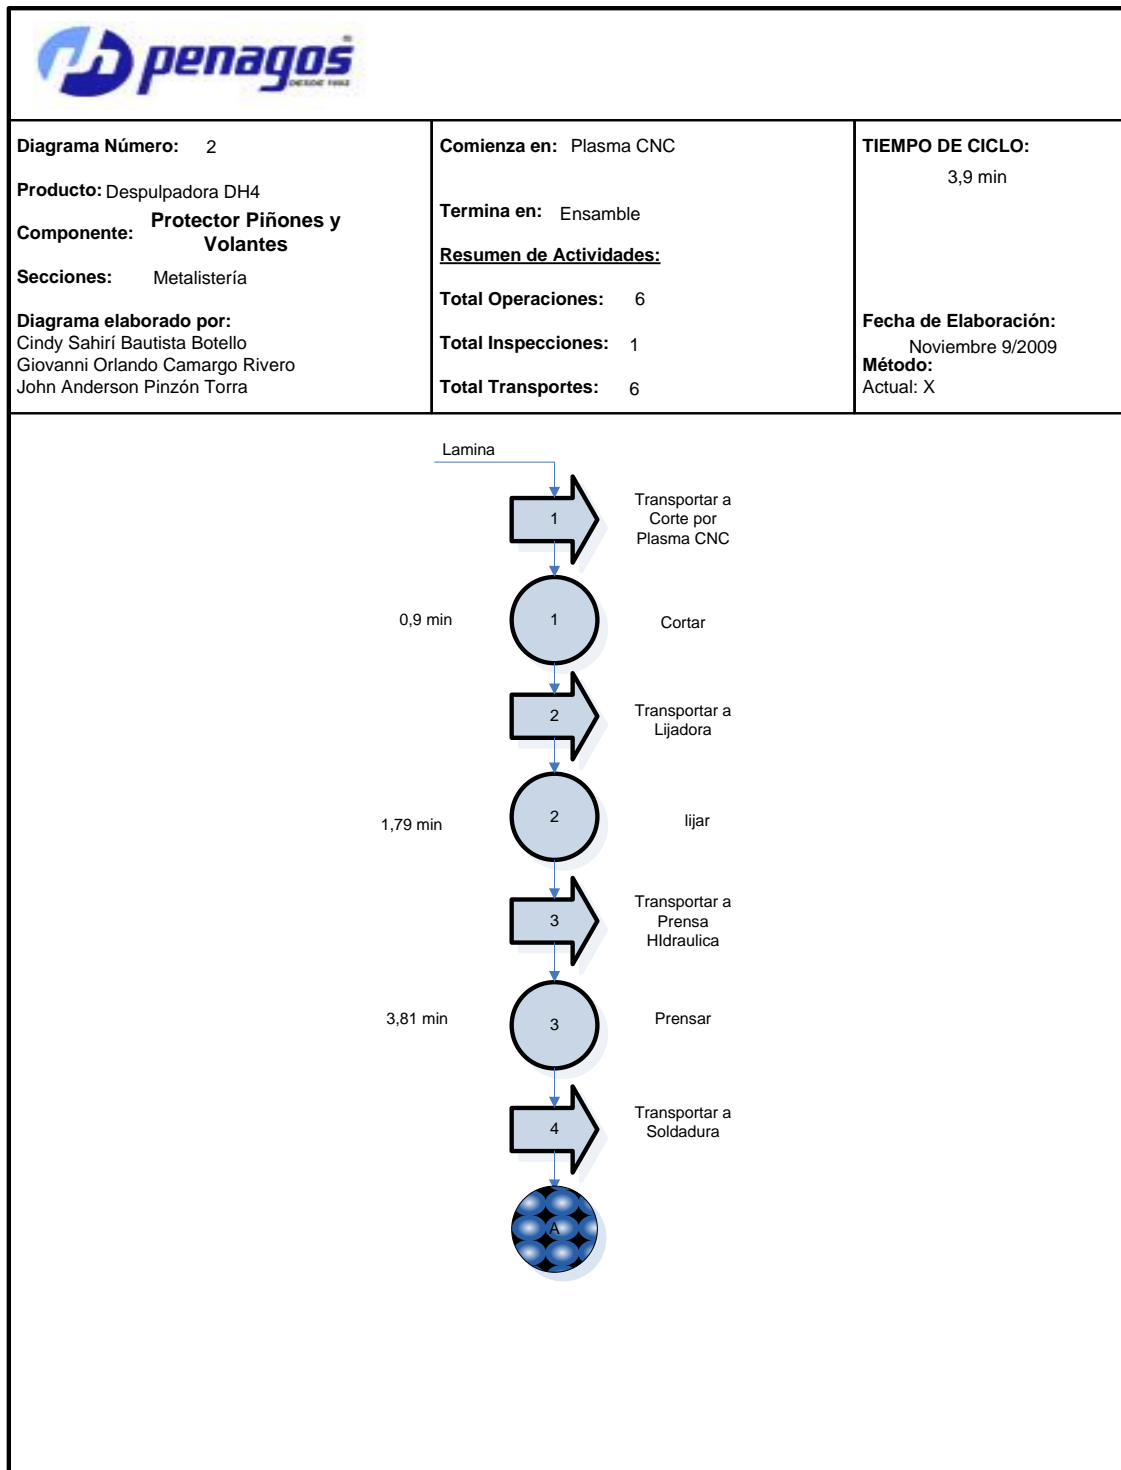 penagos
DESDE 1892
Diagrama Número: 2
Producto: Despulpadora DH4
Componente: Protector Piñones y
Volantes
Secciones: Metalistería
Diagrama elaborado por:
Cindy Sahirí Bautista Botello
Giovanni Orlando Camargo Rivero
John Anderson Pinzón Torra
Comienza en: Plasma CNC
Termina en: Ensamble
Resumen de Actividades:
Total Operaciones: 6
Total Inspecciones: 1
Total Transportes: 6
TIEMPO DE CICLO:
3,9 min
Fecha de Elaboración:
Noviembre 9/2009
Método:
Actual: X
Lamina
1
Transportar a
Corte por
Plasma CNC
0,9 min
1
Cortar
2
Transportar a
Lijadora
1,79 min
2
lijar
3
Transportar a
Prensa
HIdraulica
3,81 min
3
Prensar
4
Transportar a
Soldadura
A